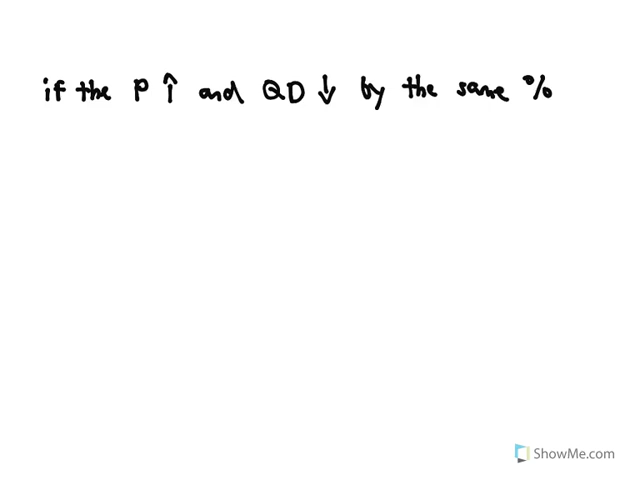 if the P ↑ and QD ↓ by the same %
ShowMe.com